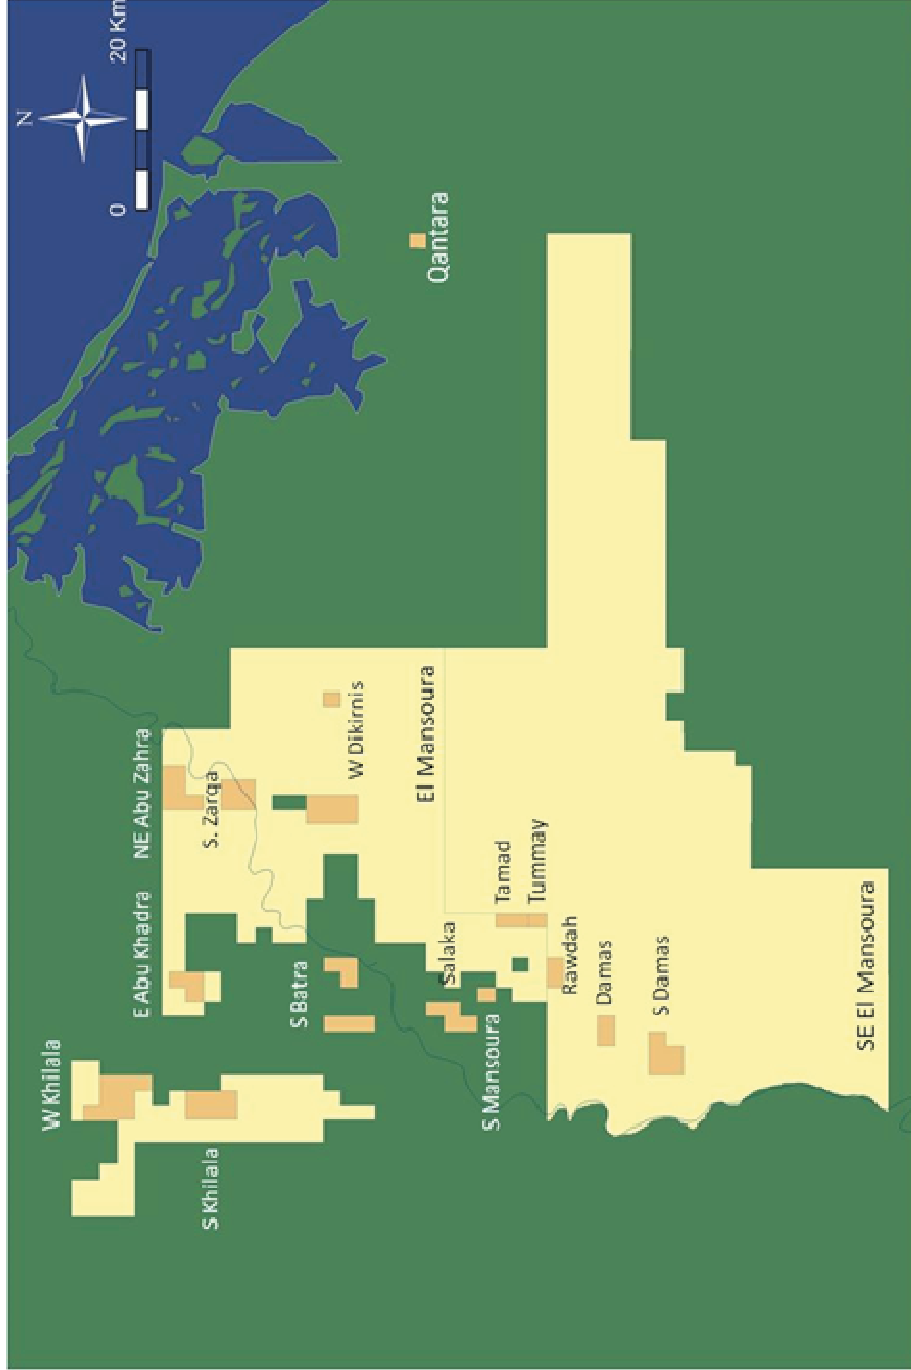 N
0
20 Km
Qantara
W Khilala
E Abu Khadra
NE Abu Zahra
S. Zarqa
S Khilala
S Batra
W Dikirnis
El Mansoura
Salaka
S Mansoura
Tamad
Tummay
Rawdah
Damas
S Damas
SE El Mansoura